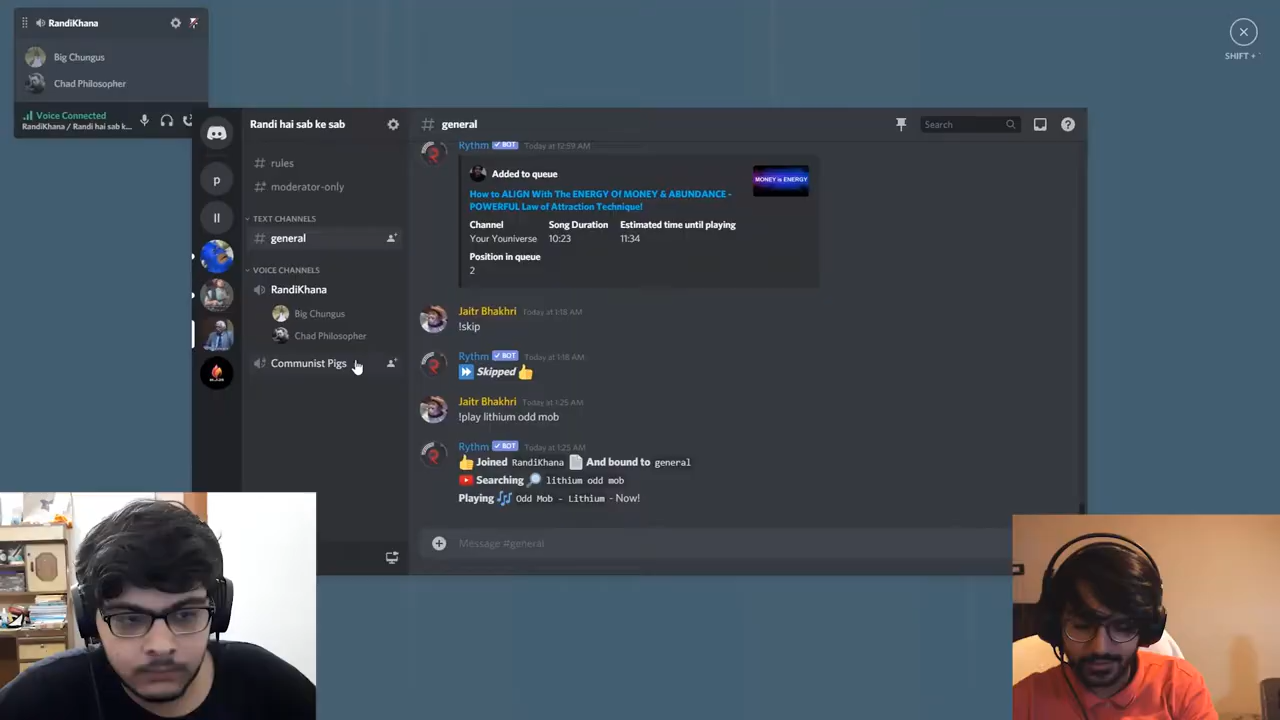 RandiKhana
Big Chungus
Chad Philosopher
Voice Connected
RandiKhana / Randi hai sab k...
SHIFT + `
Randi hai sab ke sab
rules
moderator-only
TEXT CHANNELS
general
VOICE CHANNELS
RandiKhana
Big Chungus
Chad Philosopher
Communist Pigs
p
general
Search
Rythm BOT Today at 12:59 AM
Added to queue
How to ALIGN With The ENERGY Of MONEY & ABUNDANCE -
POWERFUL Law of Attraction Technique!
MONEY is ENERGY
Channel Song Duration Estimated time until playing
Your Youniverse 10:23 11:34
Position in queue
2
Jaitr Bhakhri Today at 1:18 AM
!skip
Rythm BOT Today at 1:18 AM
Skipped
Jaitr Bhakhri Today at 1:25 AM
!play lithium odd mob
Rythm BOT Today at 1:25 AM
Joined RandiKhana And bound to general
Searching lithium odd mob
Playing Odd Mob - Lithium - Now!
Message #general